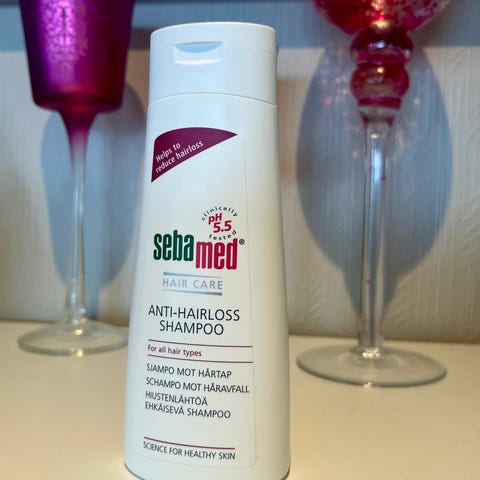 Helps to
reduce hairloss
clinically
pH
5.5
tested
sebamed®
HAIR CARE
ANTI-HAIRLOSS
SHAMPOO
For all hair types
SJAMPO MOT HÅRTAP
SCHAMPO MOT HÅRAVFALL
HIUSTENLÄHTÖÄ
EHKÄISEVÄ SHAMPOO
SCIENCE FOR HEALTHY SKIN